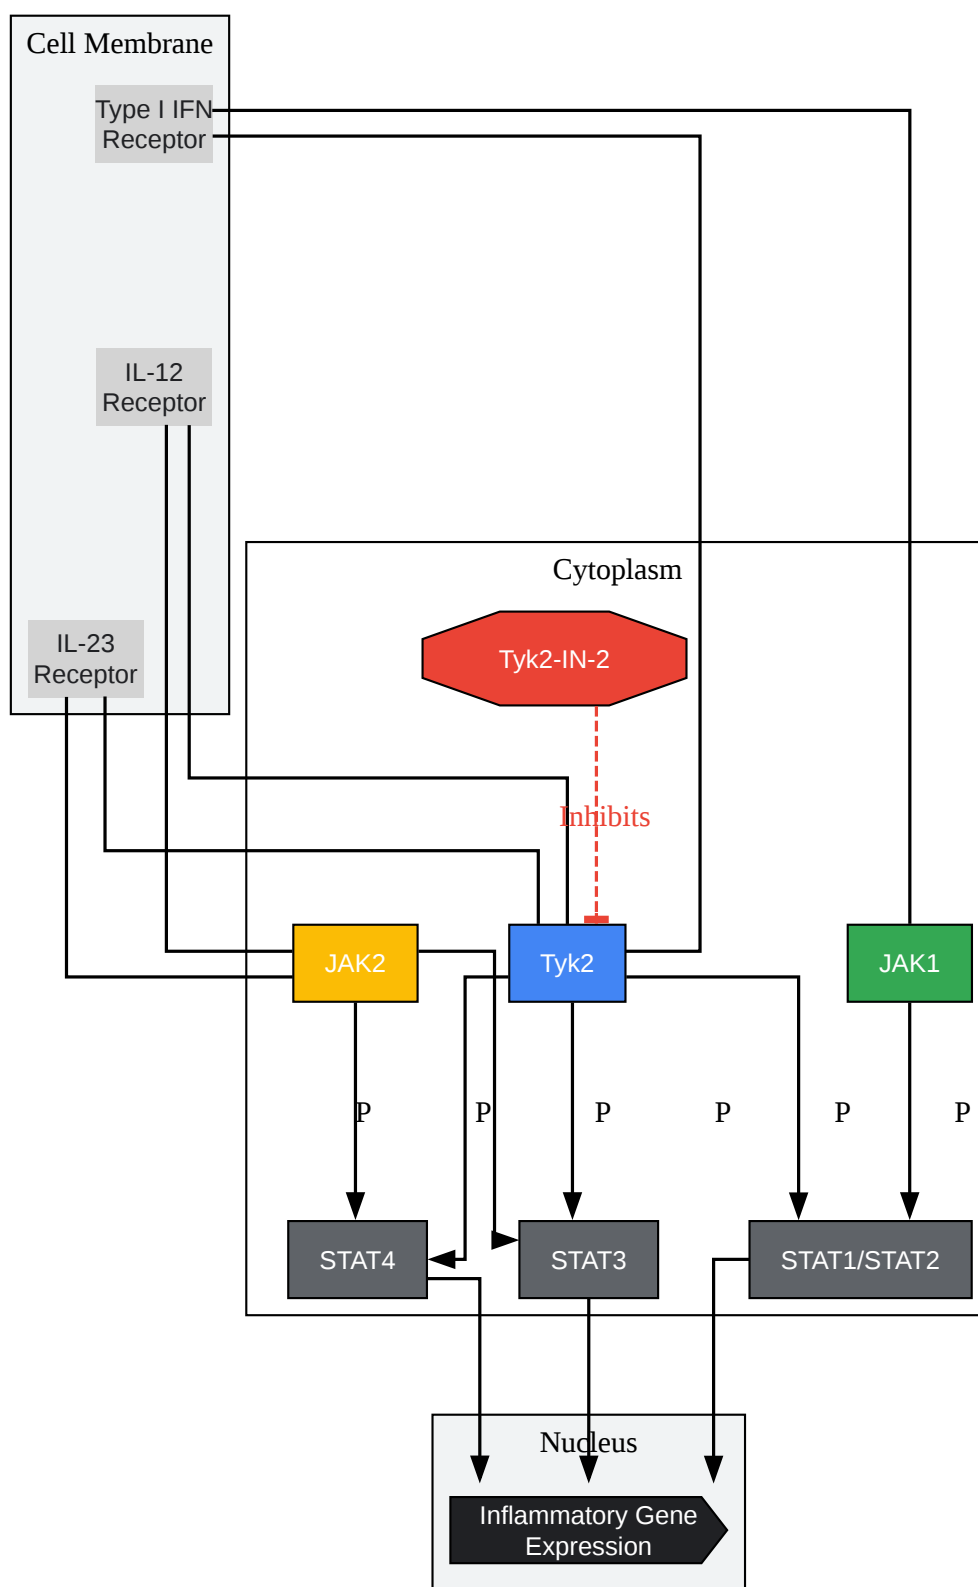 Cell Membrane
Type I IFN
Receptor
IL-12
Receptor
IL-23
Receptor
Cytoplasm
Tyk2-IN-2
Inhibits
JAK2
Tyk2
JAK1
P
P
P
P
P
P
STAT4
STAT3
STAT1/STAT2
Nucleus
Inflammatory Gene
Expression